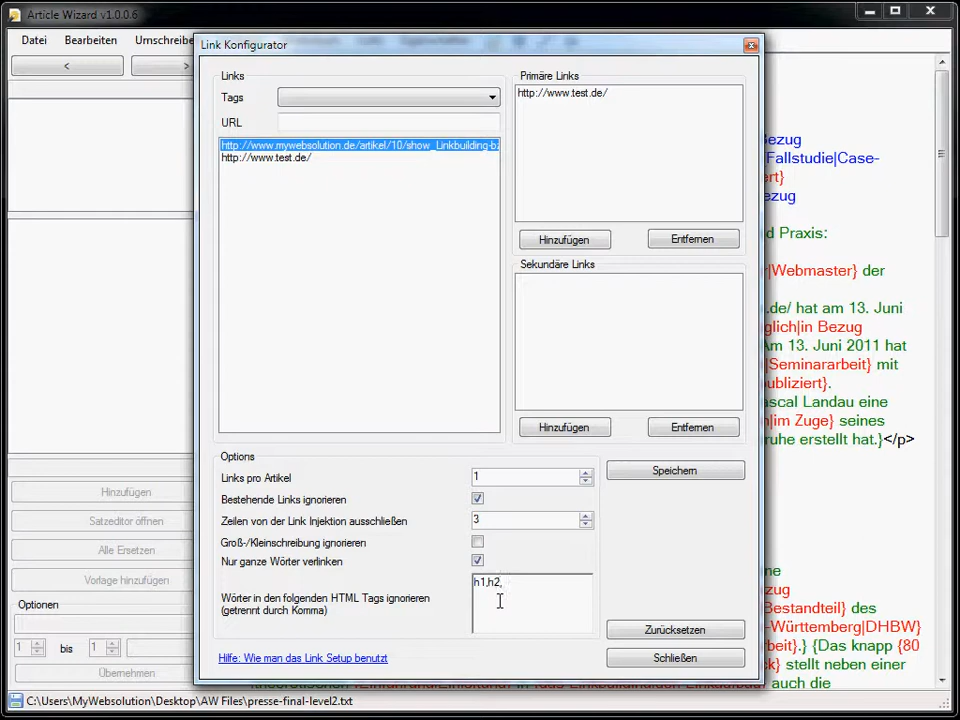 Article Wizard v1.0.0.6
Datei Bearbeiten Umschreibe
< >
Link Konfigurator
Links
Tags
URL
http://www.mywebsolution.de/artikel/10/show_Linkbuilding-bz
http://www.test.de/
Primäre Links
http://www.test.de/
Hinzufügen Entfernen
Sekundäre Links
Hinzufügen Entfernen
Options
Links pro Artikel 1
Bestehende Links ignorieren
Zeilen von der Link Injektion ausschließen 3
Groß-/Kleinschreibung ignorieren
Nur ganze Wörter verlinken
Wörter in den folgenden HTML Tags ignorieren
(getrennt durch Komma)
h1,h2,
Speichern
Zurücksetzen
Schließen
Hilfe: Wie man das Link Setup benutzt
Hinzufügen
Satzeditor öffnen
Alle Ersetzen
Vorlage hinzufügen
Optionen
1 bis 1
Übernehmen
Bezug
Fallstudie|Case-
ert}
ezug
d Praxis:
r|Webmaster} der
.de/ hat am 13. Juni
glich|in Bezug
Am 13. Juni 2011 hat
|Seminararbeit} mit
publiziert}.
ascal Landau eine
n|im Zuge} seines
ruhe erstellt hat.}</p>
ne
zug
Bestandteil} des
-Württemberg|DHBW}
rbeit}.} {Das knapp {80
ck} stellt neben einer
auch die
C:\Users\MyWebsolution\Desktop\AW Files\presse-final-level2.txt